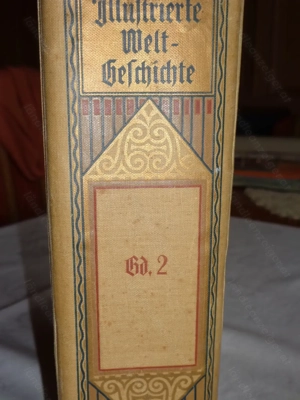 Illustrierte
Welt-
Geschichte
Bd. 2